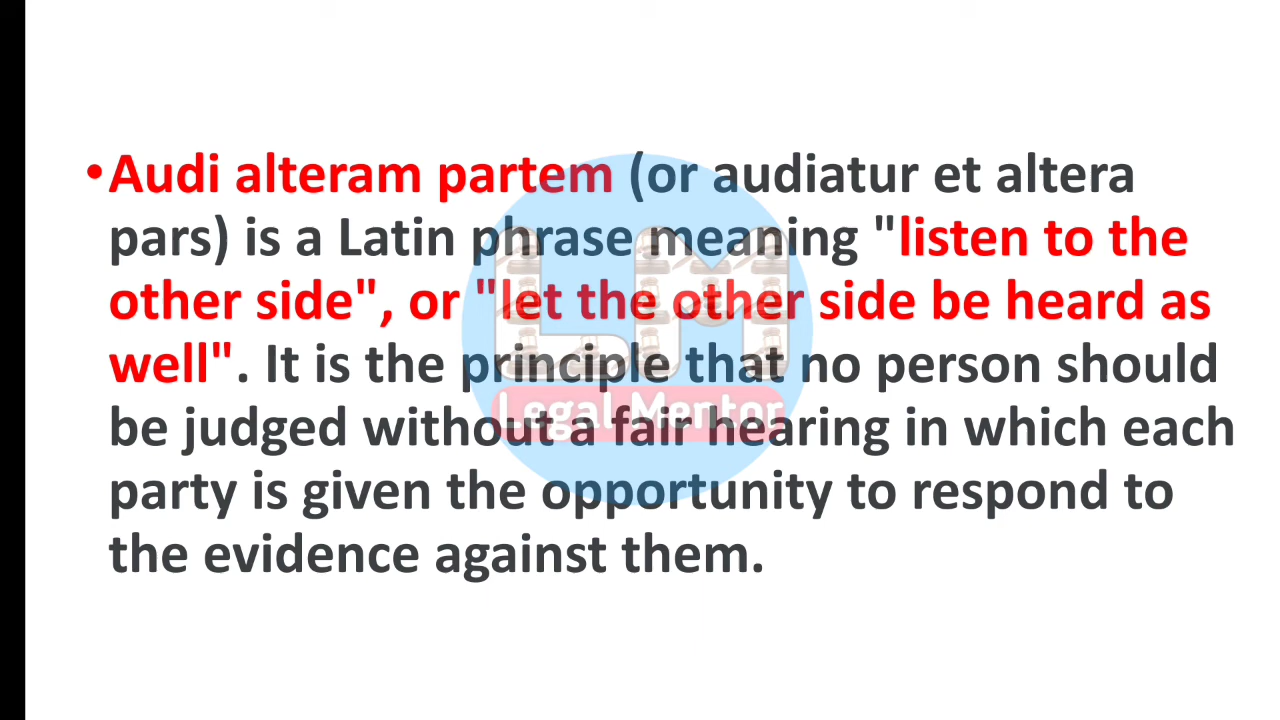 •Audi alteram partem (or audiatur et altera
pars) is a Latin phrase meaning "listen to the
other side", or "let the other side be heard as
well". It is the principle that no person should
be judged without a fair hearing in which each
party is given the opportunity to respond to
the evidence against them.
LM
Legal Mentor